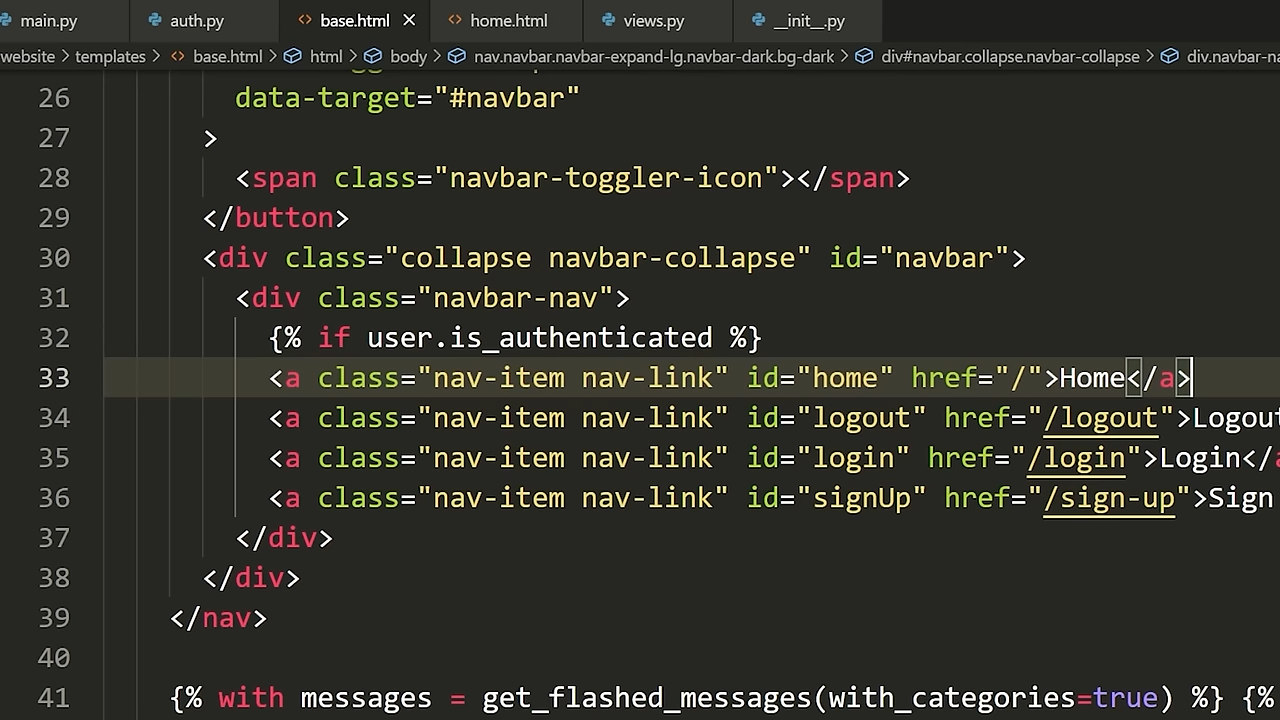 main.py auth.py base.html home.html views.py __init__.py
website templates base.html html body nav.navbar.navbar-expand-lg.navbar-dark.bg-dark div#navbar.collapse.navbar-collapse div.navbar-na
26 data-target="#navbar"
27 >
28 <span class="navbar-toggler-icon"></span>
29 </button>
30 <div class="collapse navbar-collapse" id="navbar">
31 <div class="navbar-nav">
32 {% if user.is_authenticated %}
33 <a class="nav-item nav-link" id="home" href="/">Home</a>
34 <a class="nav-item nav-link" id="logout" href="/logout">Logout
35 <a class="nav-item nav-link" id="login" href="/login">Login</a
36 <a class="nav-item nav-link" id="signUp" href="/sign-up">Sign
37 </div>
38 </div>
39 </nav>
40
41 {% with messages = get_flashed_messages(with_categories=true) %} {%